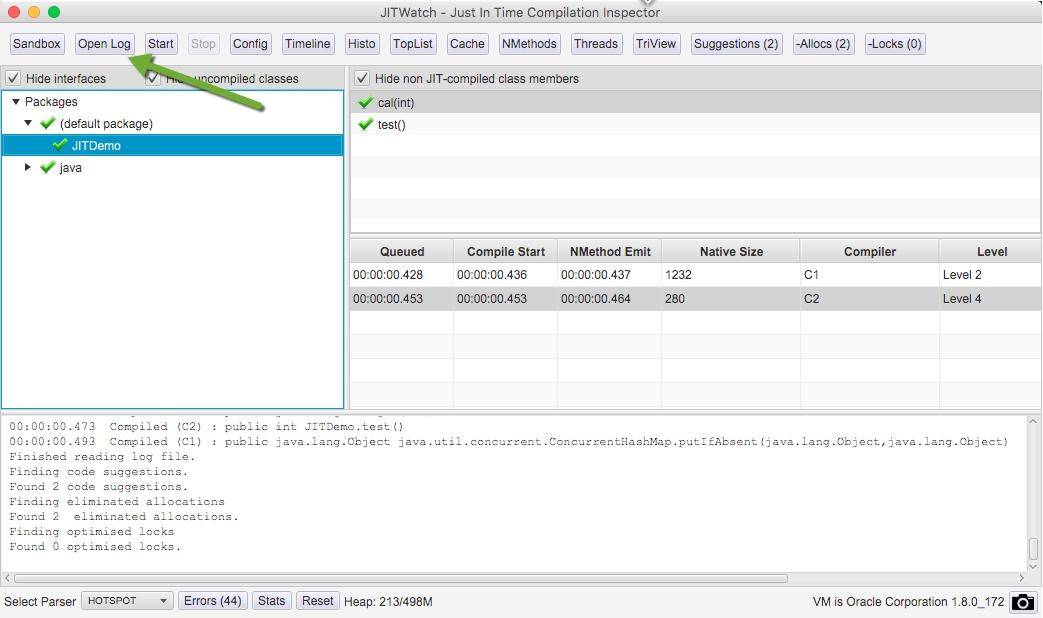 JITWatch - Just In Time Compilation Inspector
Sandbox Open Log Start Stop Config Timeline Histo TopList Cache NMethods Threads TriView Suggestions (2) -Allocs (2) -Locks (0)
Hide interfaces uncompiled classes Hide non JIT-compiled class members
Packages
(default package)
JITDemo
java
cal(int)
test()
Queued Compile Start NMethod Emit Native Size Compiler Level
00:00:00.428 00:00:00.436 00:00:00.437 1232 C1 Level 2
00:00:00.453 00:00:00.453 00:00:00.464 280 C2 Level 4
00:00:00.473 Compiled (C2) : public int JITDemo.test()
00:00:00.493 Compiled (C1) : public java.lang.Object java.util.concurrent.ConcurrentHashMap.putIfAbsent(java.lang.Object,java.lang.Object)
Finished reading log file.
Finding code suggestions.
Found 2 code suggestions.
Finding eliminated allocations
Found 2  eliminated allocations.
Finding optimised locks
Found 0 optimised locks.
Select Parser HOTSPOT Errors (44) Stats Reset Heap: 213/498M VM is Oracle Corporation 1.8.0_172